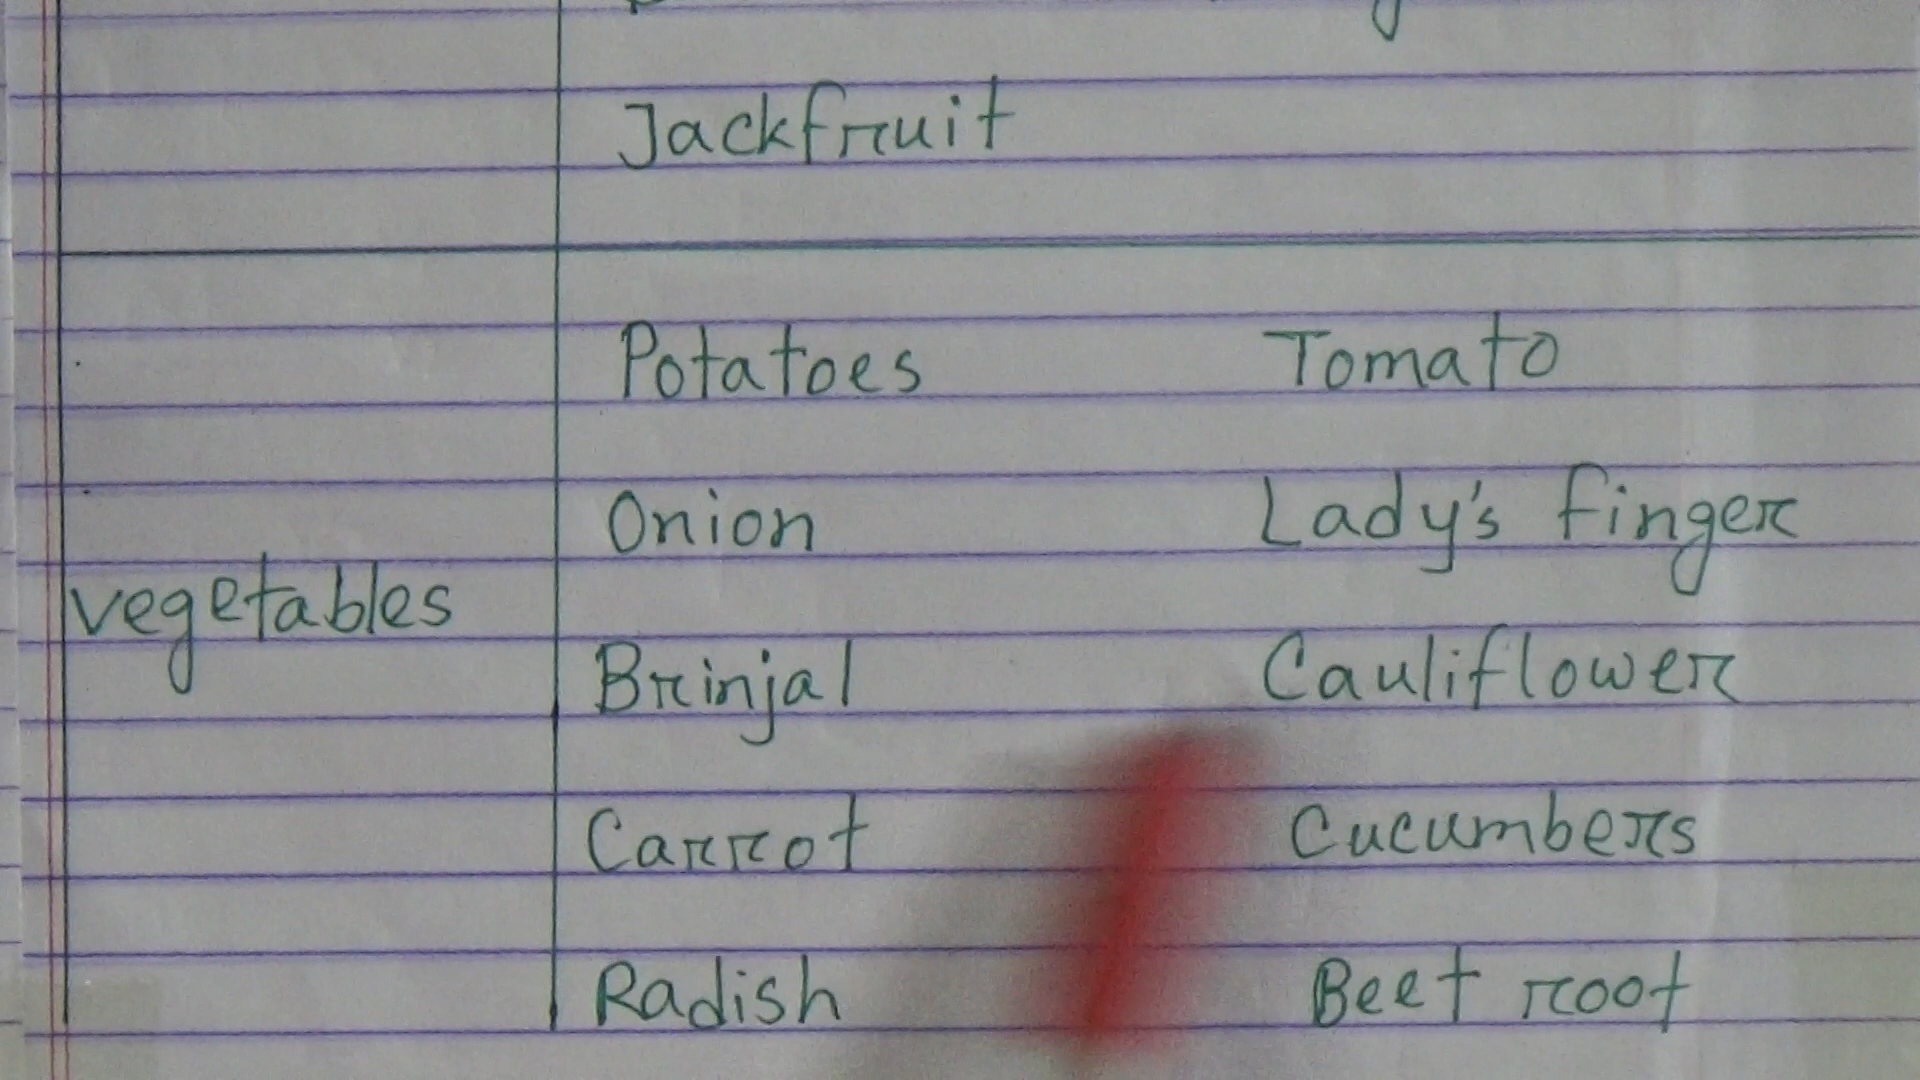 Jackfruit
Potatoes Tomato
Onion Lady's finger
vegetables
Brinjal Cauliflower
Carrot Cucumbers
Radish Beet root